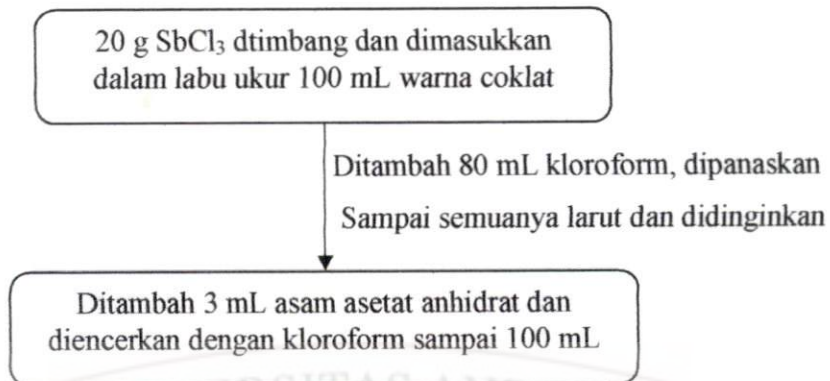 20 g SbCl₃ dtimbang dan dimasukkan
dalam labu ukur 100 mL warna coklat
Ditambah 80 mL kloroform, dipanaskan
Sampai semuanya larut dan didinginkan
Ditambah 3 mL asam asetat anhidrat dan
diencerkan dengan kloroform sampai 100 mL